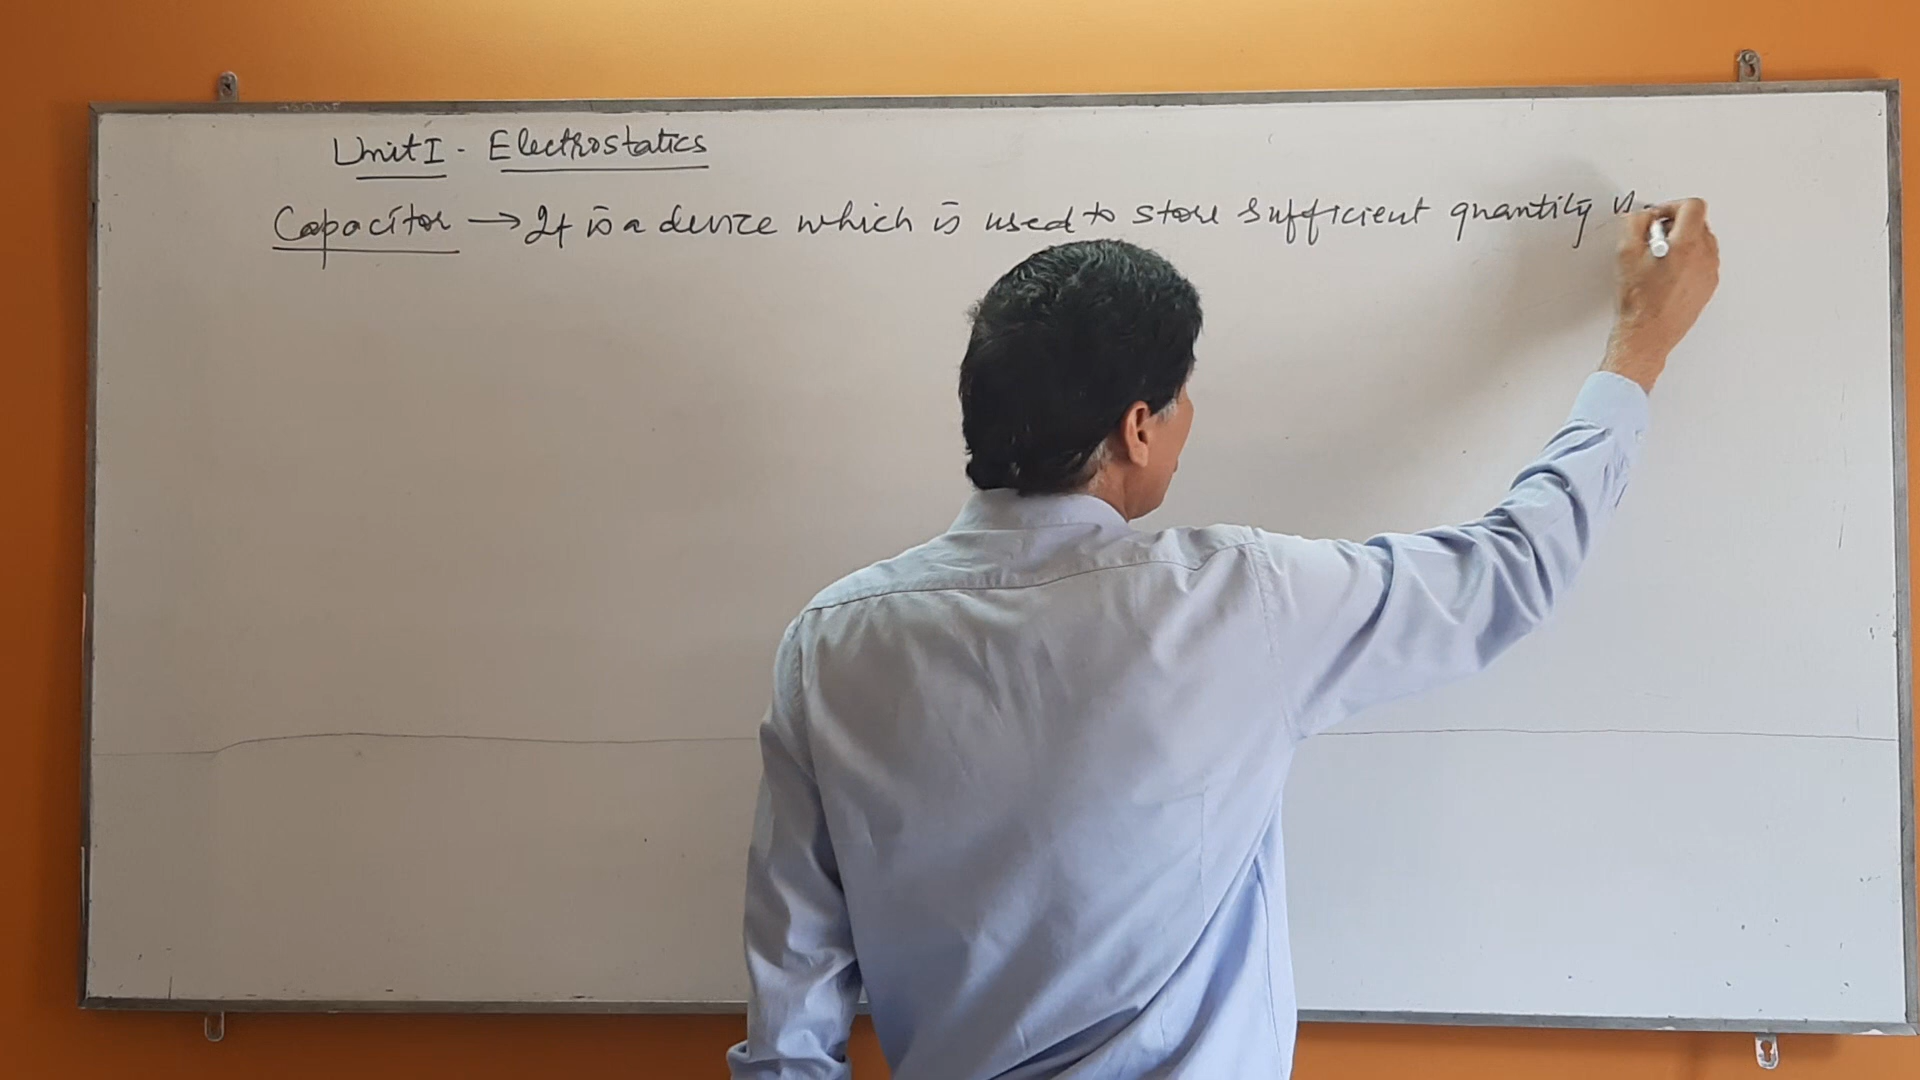 Unit I - Electrostatics
Capacitor → It is a device which is used to store sufficient quantity